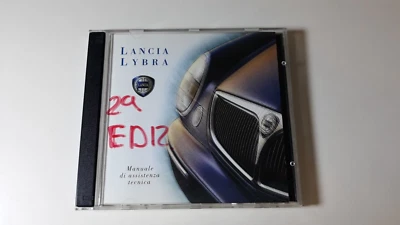 LANCIA
LYBRA
2a
EDIZ
Manuale
di assistenza
tecnica